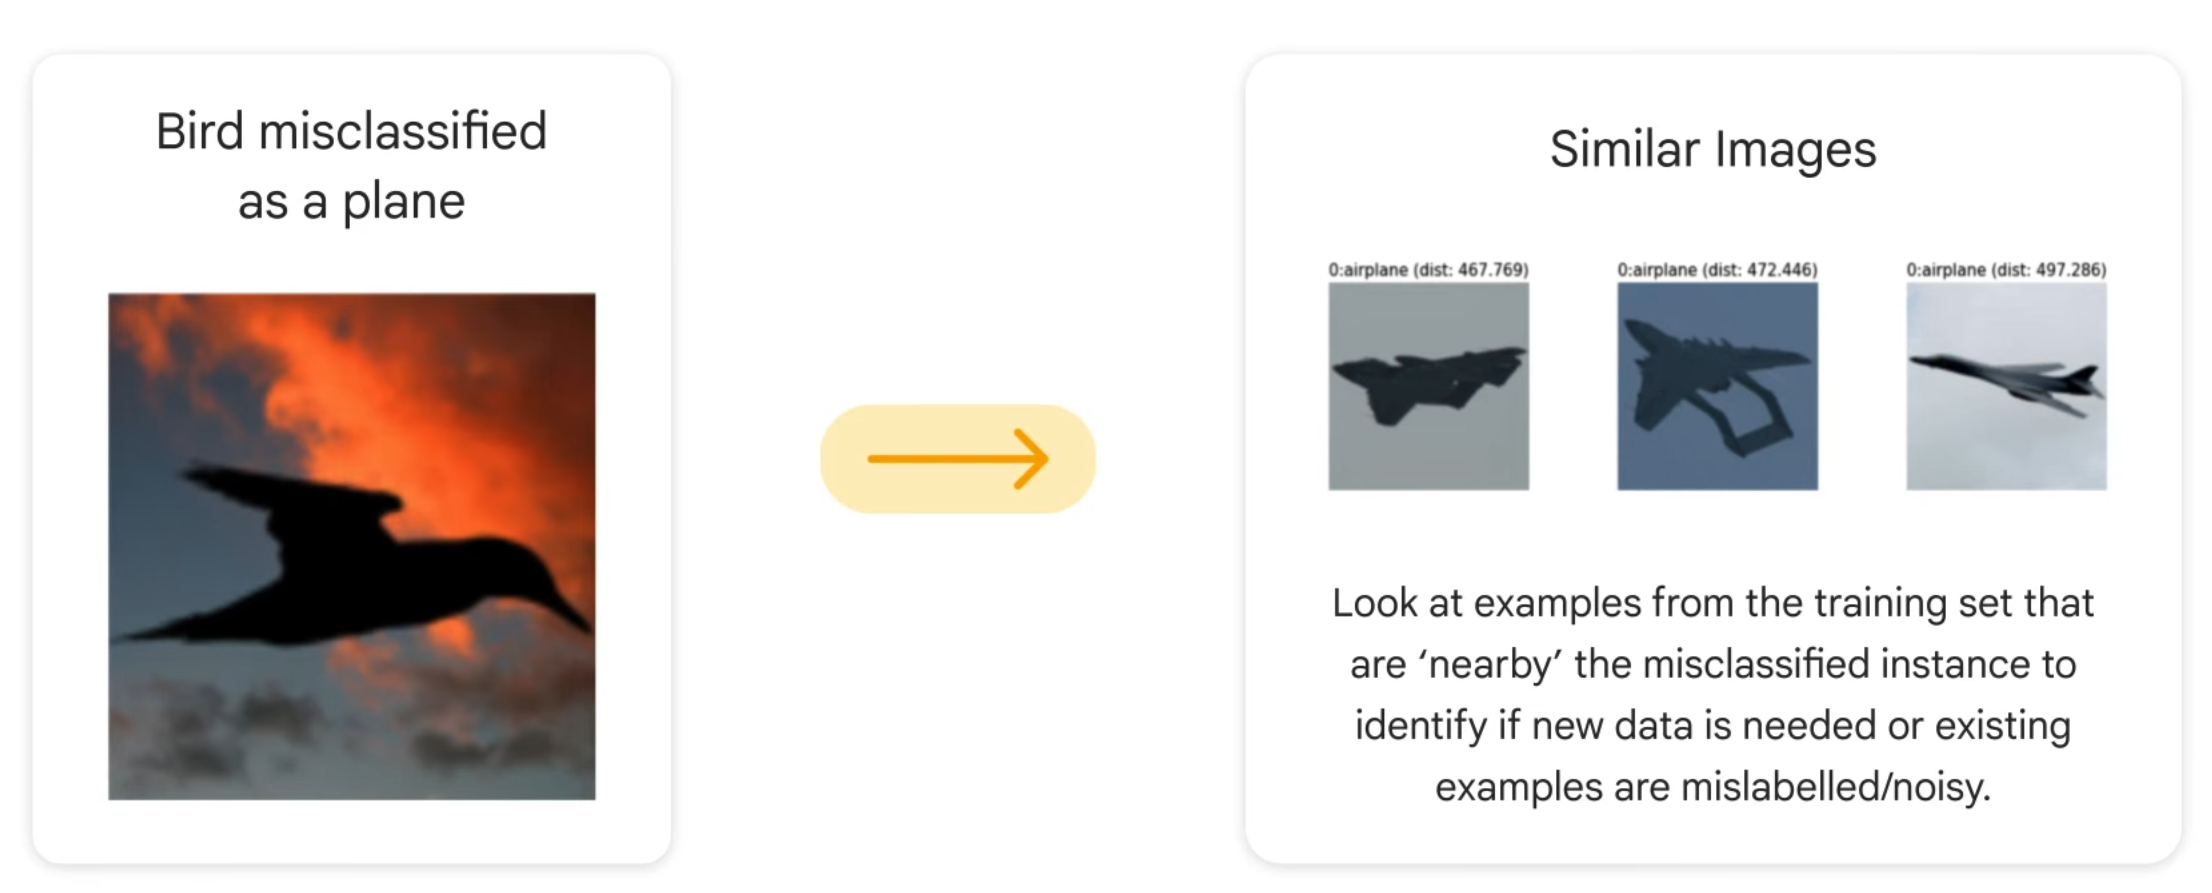 Bird misclassified
as a plane
Similar Images
0:airplane (dist: 467.769)
0:airplane (dist: 472.446)
0:airplane (dist: 497.286)
Look at examples from the training set that
are ‘nearby’ the misclassified instance to
identify if new data is needed or existing
examples are mislabelled/noisy.